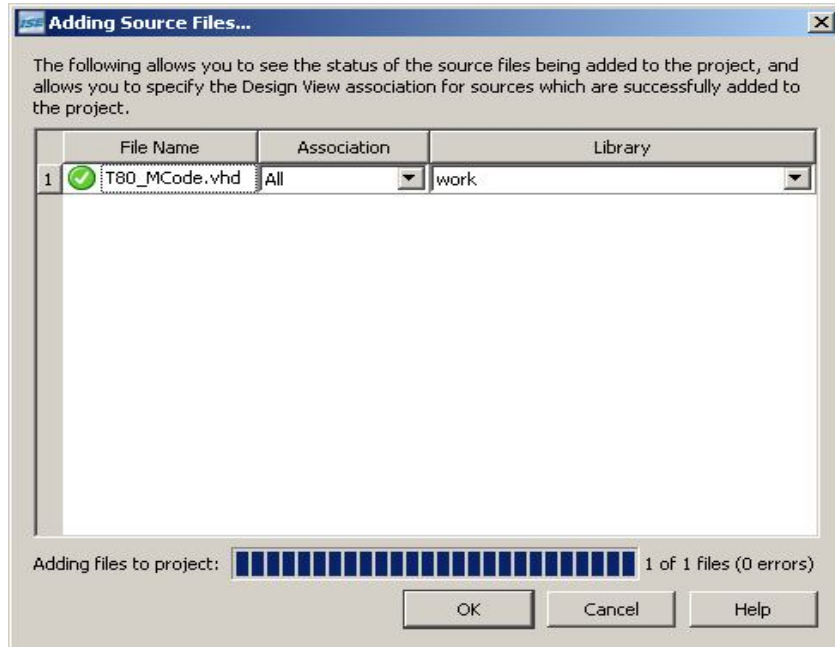 ISE Adding Source Files...
The following allows you to see the status of the source files being added to the project, and
allows you to specify the Design View association for sources which are successfully added to
the project.
File Name Association Library
1 T80_MCode.vhd All work
Adding files to project: 1 of 1 files (0 errors)
OK Cancel Help